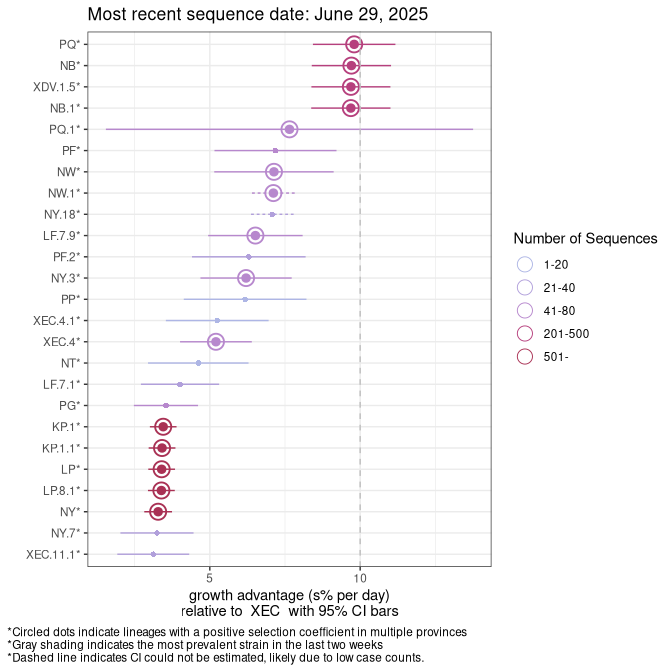 Most recent sequence date: June 29, 2025
PQ*
NB*
XDV.1.5*
NB.1*
PQ.1*
PF*
NW*
NW.1*
NY.18*
LF.7.9*
PF.2*
NY.3*
PP*
XEC.4.1*
XEC.4*
NT*
LF.7.1*
PG*
KP.1*
KP.1.1*
LP*
LP.8.1*
NY*
NY.7*
XEC.11.1*
5
10
growth advantage (s% per day)
relative to XEC with 95% CI bars
Number of Sequences
1-20
21-40
41-80
201-500
501-
*Circled dots indicate lineages with a positive selection coefficient in multiple provinces
*Gray shading indicates the most prevalent strain in the last two weeks
*Dashed line indicates CI could not be estimated, likely due to low case counts.